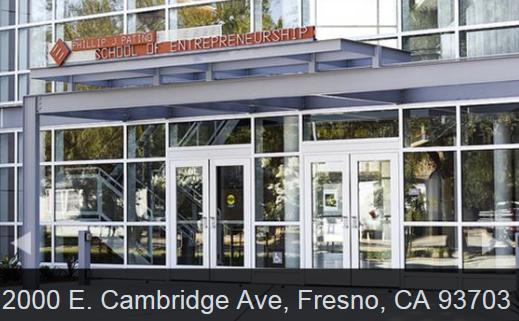 PHILLIP J PATINO
SCHOOL OF ENTREPRENEURSHIP
2000 E. Cambridge Ave, Fresno, CA 93703